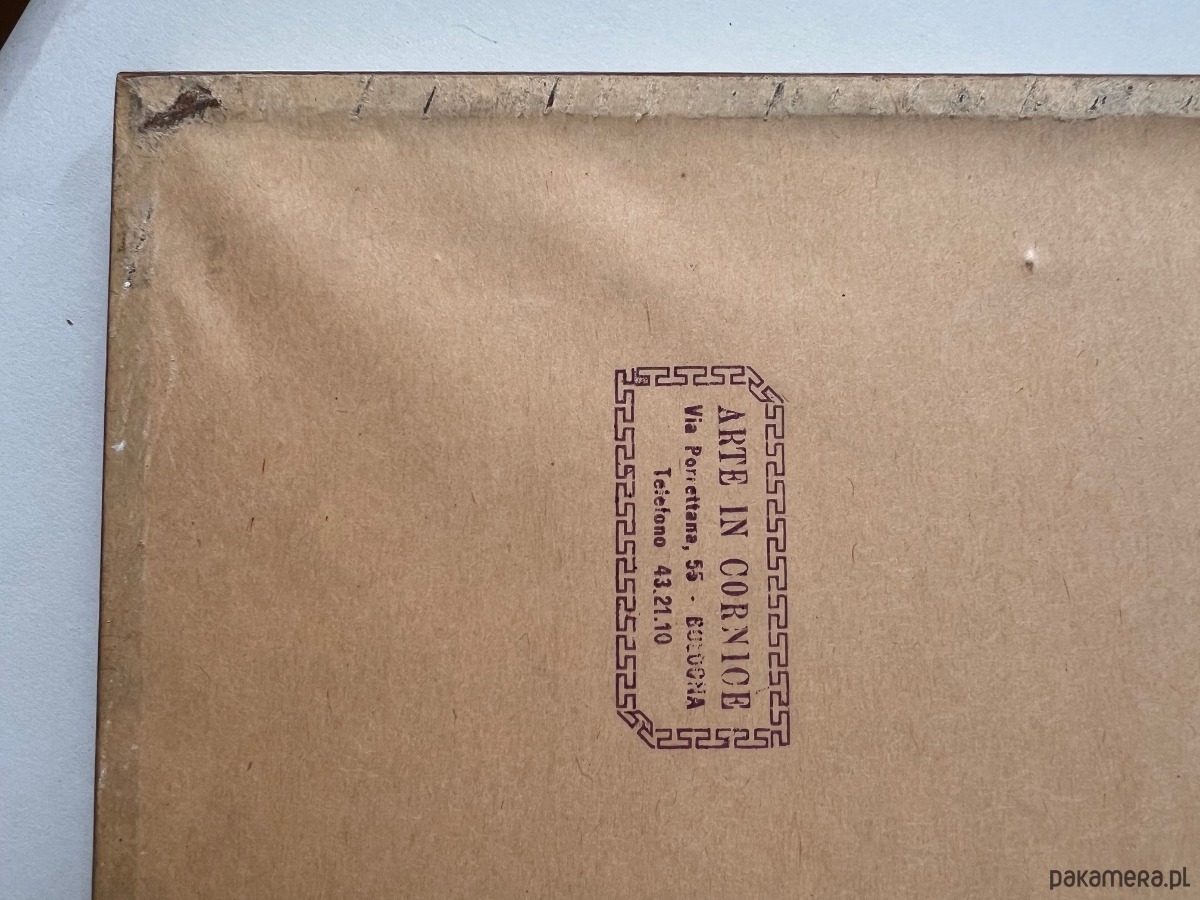 ARTE IN CORNICE
Via Porrettana, 55 - BOLOGNA
Telefono 43.21.10
pakamera.pl